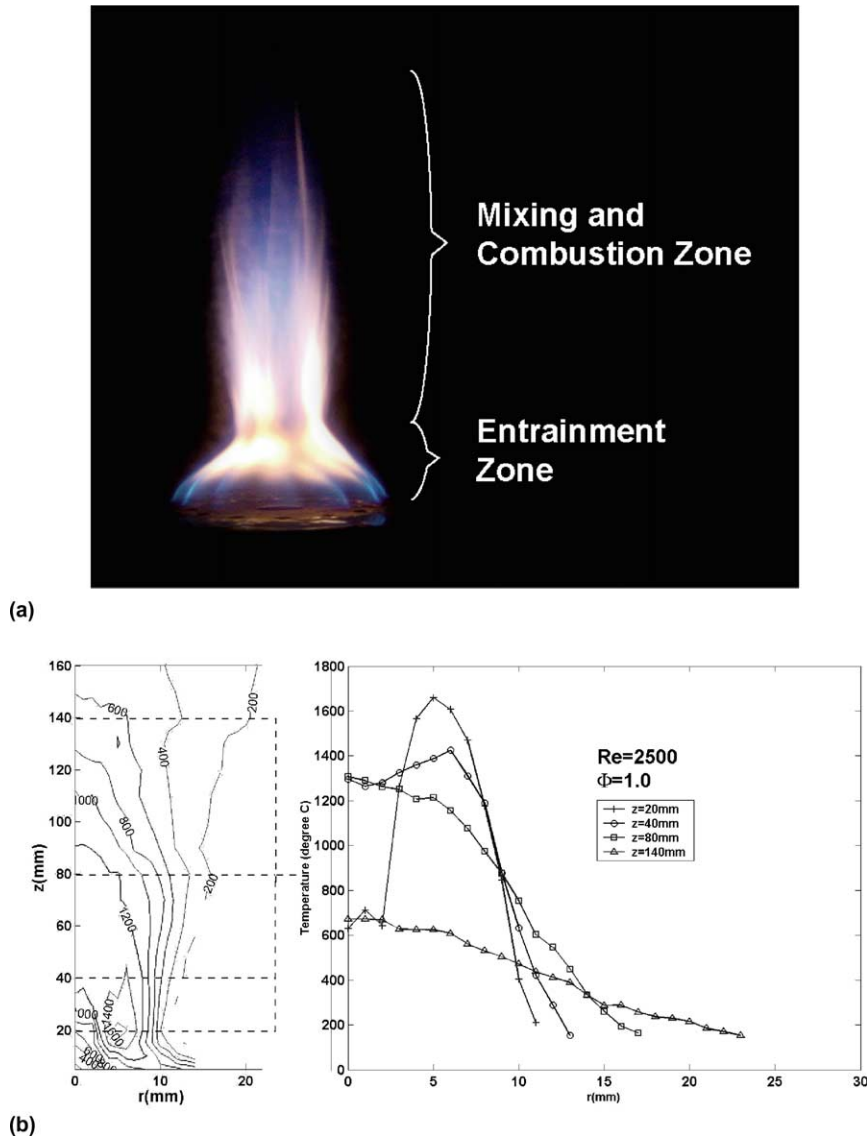 Mixing and
Combustion Zone
Entrainment
Zone
(a)
160
140
120
100
80
60
40
20
0
10
20
r(mm)
z(mm)
600
200
400
1000
800
200
1200
1400
1600
1000
600
400
800
1800
1600
1400
1200
1000
800
600
400
200
0
0
5
10
15
20
25
30
r(mm)
Temperature (degree C)
Re=2500
Φ=1.0
z=20mm
z=40mm
z=80mm
z=140mm
(b)